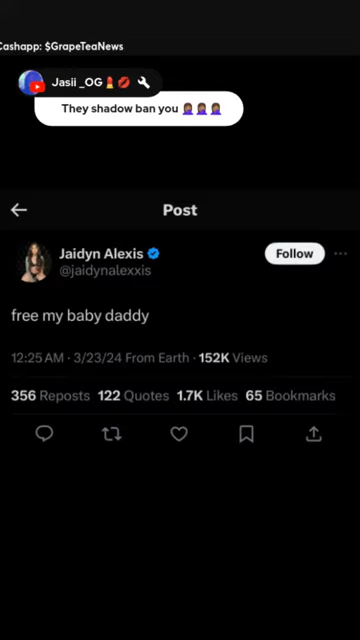 Cashapp: $GrapeTeaNews
Jasii _OG💄💋 🔧
They shadow ban you 🤦🏽‍♀️🤦🏽‍♀️🤦🏽‍♀️
Post
Jaidyn Alexis
Follow
@jaidynalexxis
free my baby daddy
12:25 AM · 3/23/24 From Earth · 152K Views
356 Reposts 122 Quotes 1.7K Likes 65 Bookmarks